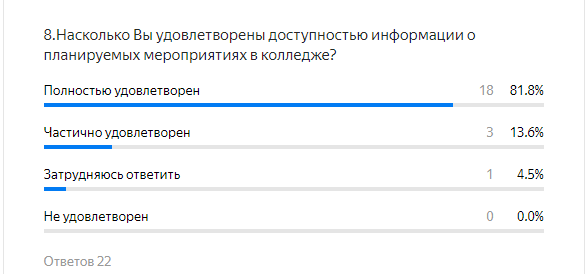 8.Насколько Вы удовлетворены доступностью информации о
планируемых мероприятиях в колледже?
Полностью удовлетворен 18 81.8%
Частично удовлетворен 3 13.6%
Затрудняюсь ответить 1 4.5%
Не удовлетворен 0 0.0%
Ответов 22